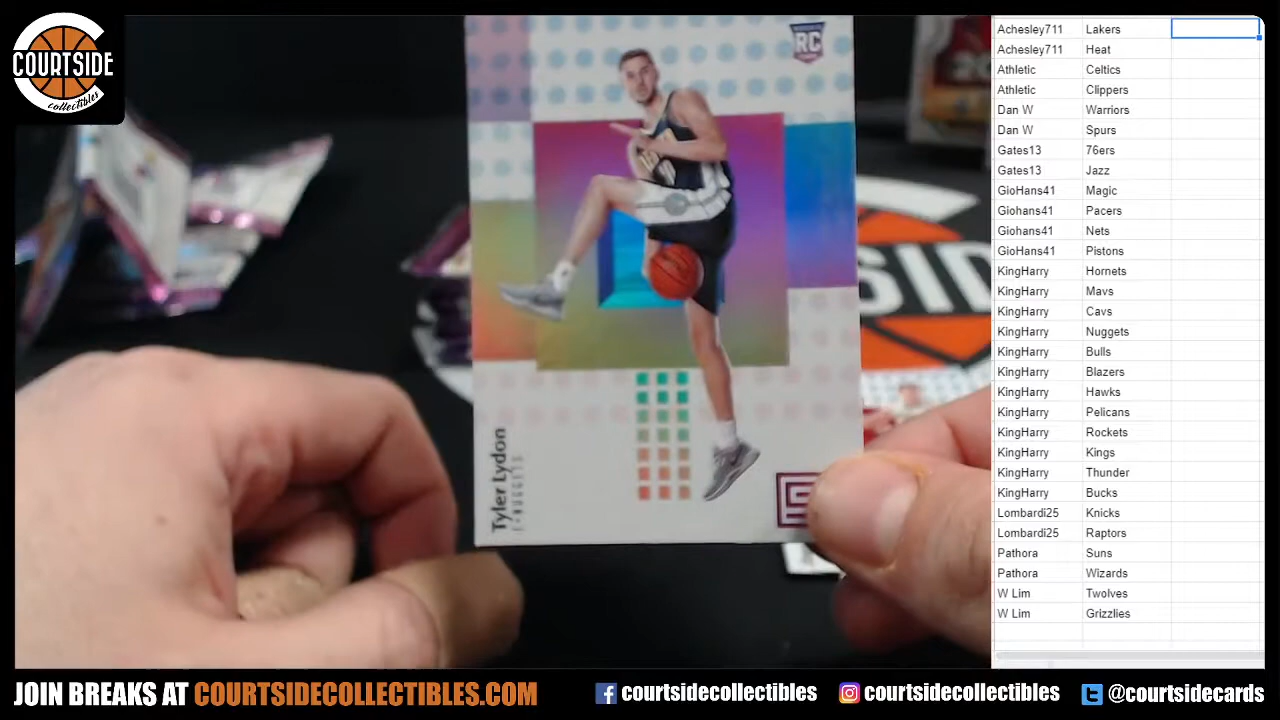 COURTSIDE
collectibles
RC
Tyler Lydon
NUGGETS
SID
Achesley711 Lakers
Achesley711 Heat
Athletic Celtics
Athletic Clippers
Dan W Warriors
Dan W Spurs
Gates13 76ers
Gates13 Jazz
GioHans41 Magic
Giohans41 Pacers
Giohans41 Nets
GioHans41 Pistons
KingHarry Hornets
KingHarry Mavs
KingHarry Cavs
KingHarry Nuggets
KingHarry Bulls
KingHarry Blazers
KingHarry Hawks
KingHarry Pelicans
KingHarry Rockets
KingHarry Kings
KingHarry Thunder
KingHarry Bucks
Lombardi25 Knicks
Lombardi25 Raptors
Pathora Suns
Pathora Wizards
W Lim Twolves
W Lim Grizzlies
JOIN BREAKS AT COURTSIDECOLLECTIBLES.COM
courtsidecollectibles
courtsidecollectibles
@courtsidecards